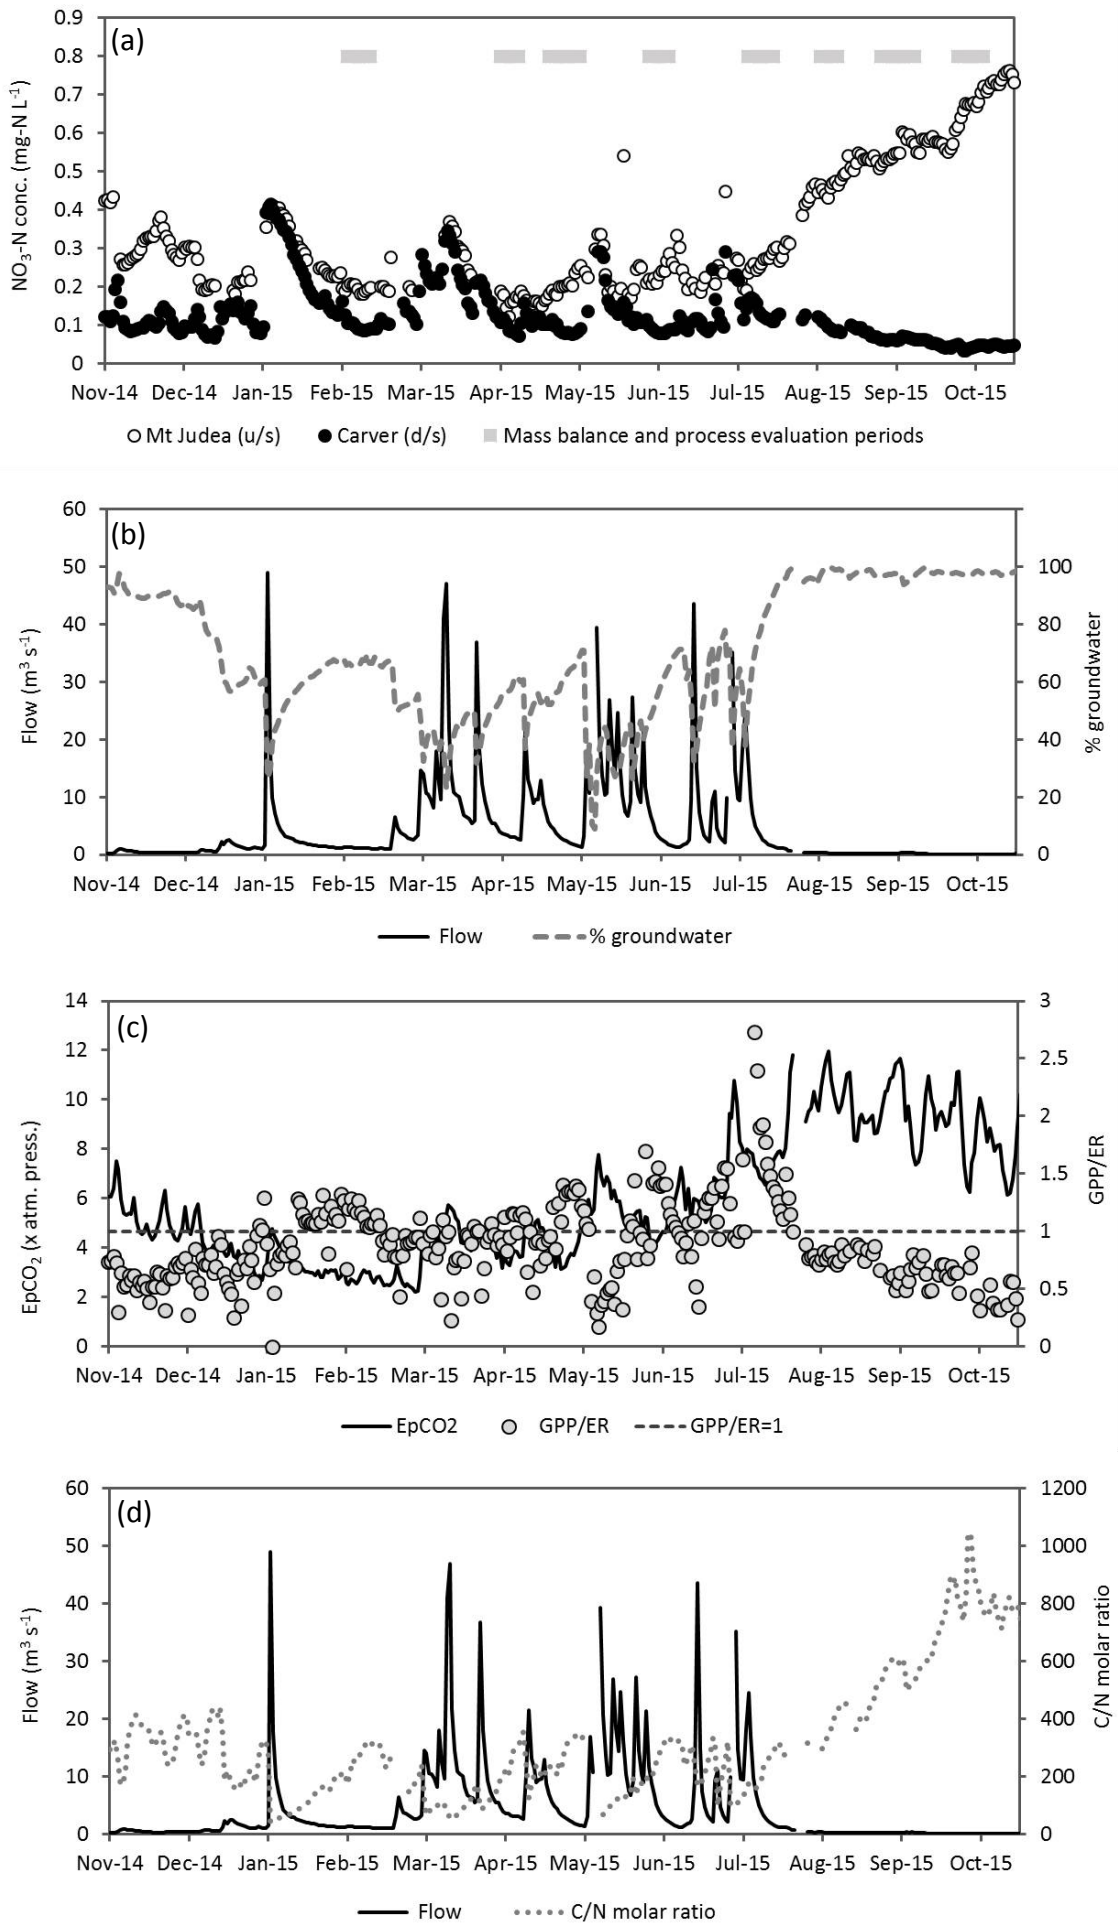 (a)
NO3-N conc. (mg-N L-1)
0.9
0.8
0.7
0.6
0.5
0.4
0.3
0.2
0.1
0
Nov-14 Dec-14 Jan-15 Feb-15 Mar-15 Apr-15 May-15 Jun-15 Jul-15 Aug-15 Sep-15 Oct-15
Mt Judea (u/s) Carver (d/s) Mass balance and process evaluation periods
(b)
Flow (m3 s-1)
60
50
40
30
20
10
0
% groundwater
100
80
60
40
20
0
Nov-14 Dec-14 Jan-15 Feb-15 Mar-15 Apr-15 May-15 Jun-15 Jul-15 Aug-15 Sep-15 Oct-15
Flow % groundwater
(c)
EpCO2 (x atm. press.)
14
12
10
8
6
4
2
0
GPP/ER
3
2.5
2
1.5
1
0.5
0
Nov-14 Dec-14 Jan-15 Feb-15 Mar-15 Apr-15 May-15 Jun-15 Jul-15 Aug-15 Sep-15 Oct-15
EpCO2 GPP/ER GPP/ER=1
(d)
Flow (m3 s-1)
60
50
40
30
20
10
0
C/N molar ratio
1200
1000
800
600
400
200
0
Nov-14 Dec-14 Jan-15 Feb-15 Mar-15 Apr-15 May-15 Jun-15 Jul-15 Aug-15 Sep-15 Oct-15
Flow C/N molar ratio